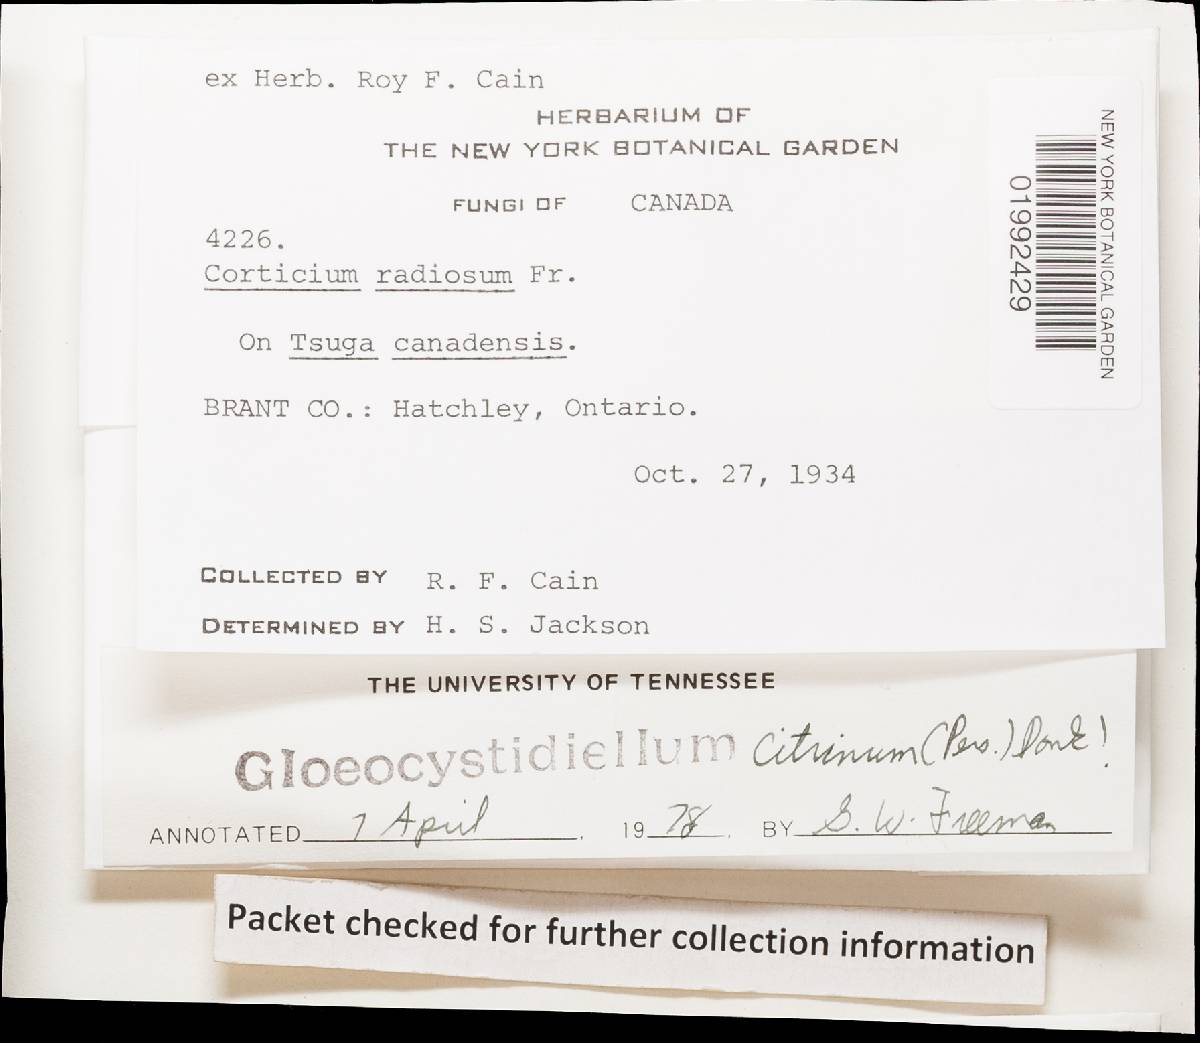 ex Herb. Roy F. Cain
HERBARIUM OF
THE NEW YORK BOTANICAL GARDEN
FUNGI OF CANADA
4226.
Corticium radiosum Fr.
On Tsuga canadensis.
BRANT CO.: Hatchley, Ontario.
Oct. 27, 1934
COLLECTED BY R. F. Cain
DETERMINED BY H. S. Jackson
NEW YORK BOTANICAL GARDEN
01992429
THE UNIVERSITY OF TENNESSEE
Gloeocystidiellum citrinum (Pers.) Donk!
ANNOTATED 7 April, 1978. BY S. W. Freeman
Packet checked for further collection information